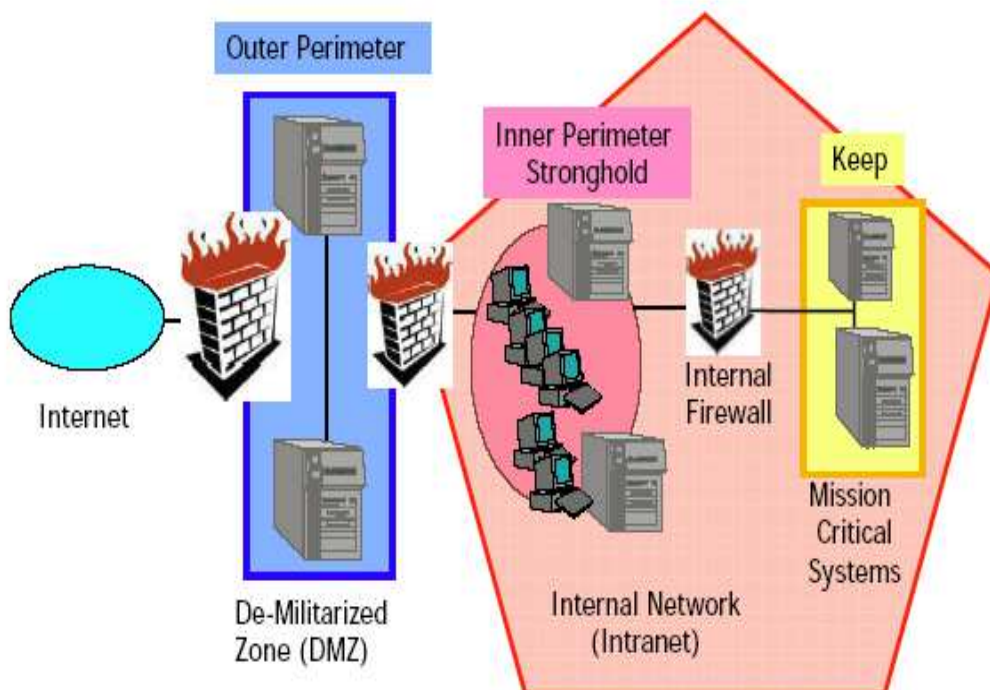 Outer Perimeter
Inner Perimeter
Stronghold
Keep
Internet
Internal
Firewall
De-Militarized
Zone (DMZ)
Internal Network
(Intranet)
Mission
Critical
Systems